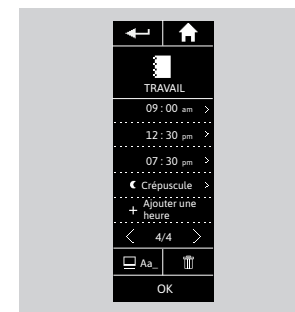 TRAVAIL
09 : 00 am >
12 : 30 pm >
07 : 30 pm >
Crépuscule >
+ Ajouter une
heure
< 4/4 >
Aa_
OK